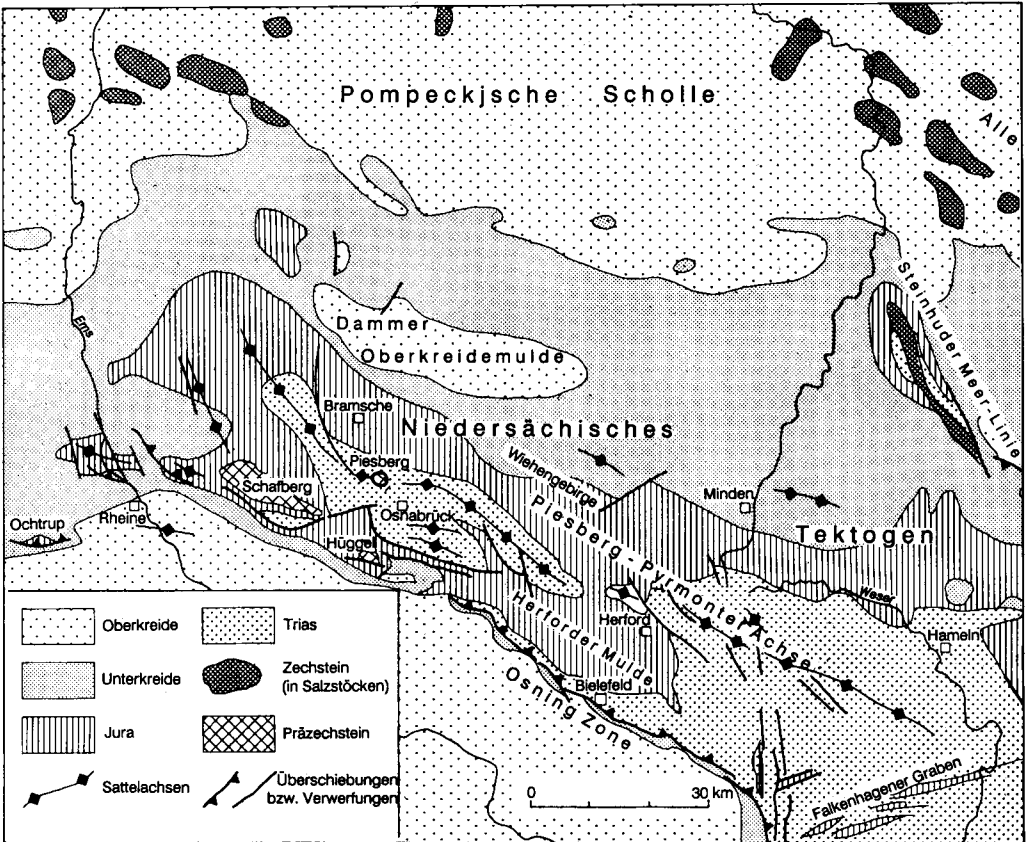 Pompeckjsche Scholle
Alle
Steinhuder Meer-Linie
Ems
Dammer
Oberkreidemulde
Bramsche
Niedersächisches
Piesberg
Wiehengebirge
Schafberg
Minden
Piesberg-Pyrmonter Achse
Osnabrück
Ochtrup
Rheine
Tektogen
Hüggel
Weser
Herforder Mulde
Herford
Hameln
Bielefeld
Osning Zone
Falkenhagener Graben
0 30 km
Oberkreide
Trias
Unterkreide
Zechstein
(in Salzstöcken)
Jura
Präzechstein
Sattelachsen
Überschiebungen
bzw. Verwerfungen